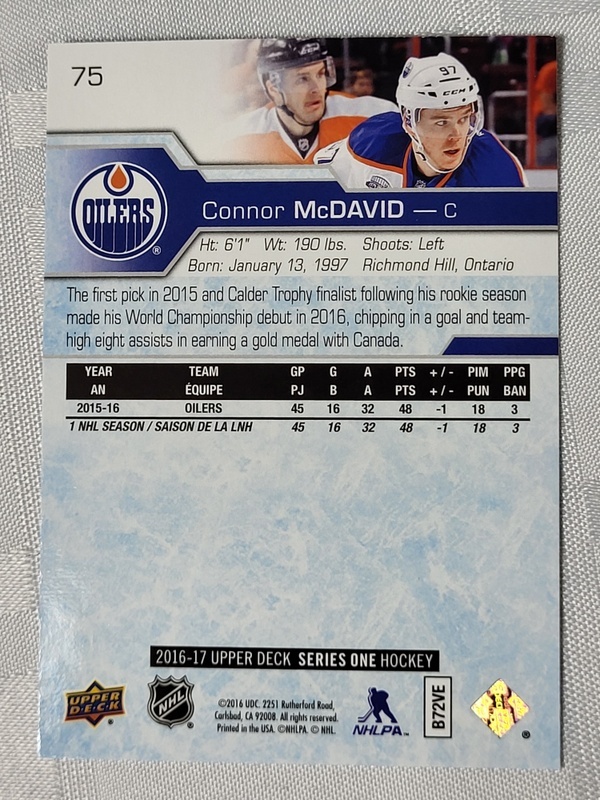 75
97
CCM
97
OILERS
®
Connor McDAVID — C
Ht: 6'1" Wt: 190 lbs. Shoots: Left
Born: January 13, 1997 Richmond Hill, Ontario
The first pick in 2015 and Calder Trophy finalist following his rookie season
made his World Championship debut in 2016, chipping in a goal and team-
high eight assists in earning a gold medal with Canada.
YEAR TEAM GP G A PTS +/- PIM PPG
AN ÉQUIPE PJ B A PTS +/- PUN BAN
2015-16 OILERS 45 16 32 48 -1 18 3
1 NHL SEASON / SAISON DE LA LNH 45 16 32 48 -1 18 3
2016-17 UPPER DECK SERIES ONE HOCKEY
UPPER DECK
NHL
®
©2016 UDC. 2251 Rutherford Road,
Carlsbad, CA 92008. All rights reserved.
Printed in the USA. ©NHLPA. © NHL.
NHLPA
B72VE
®